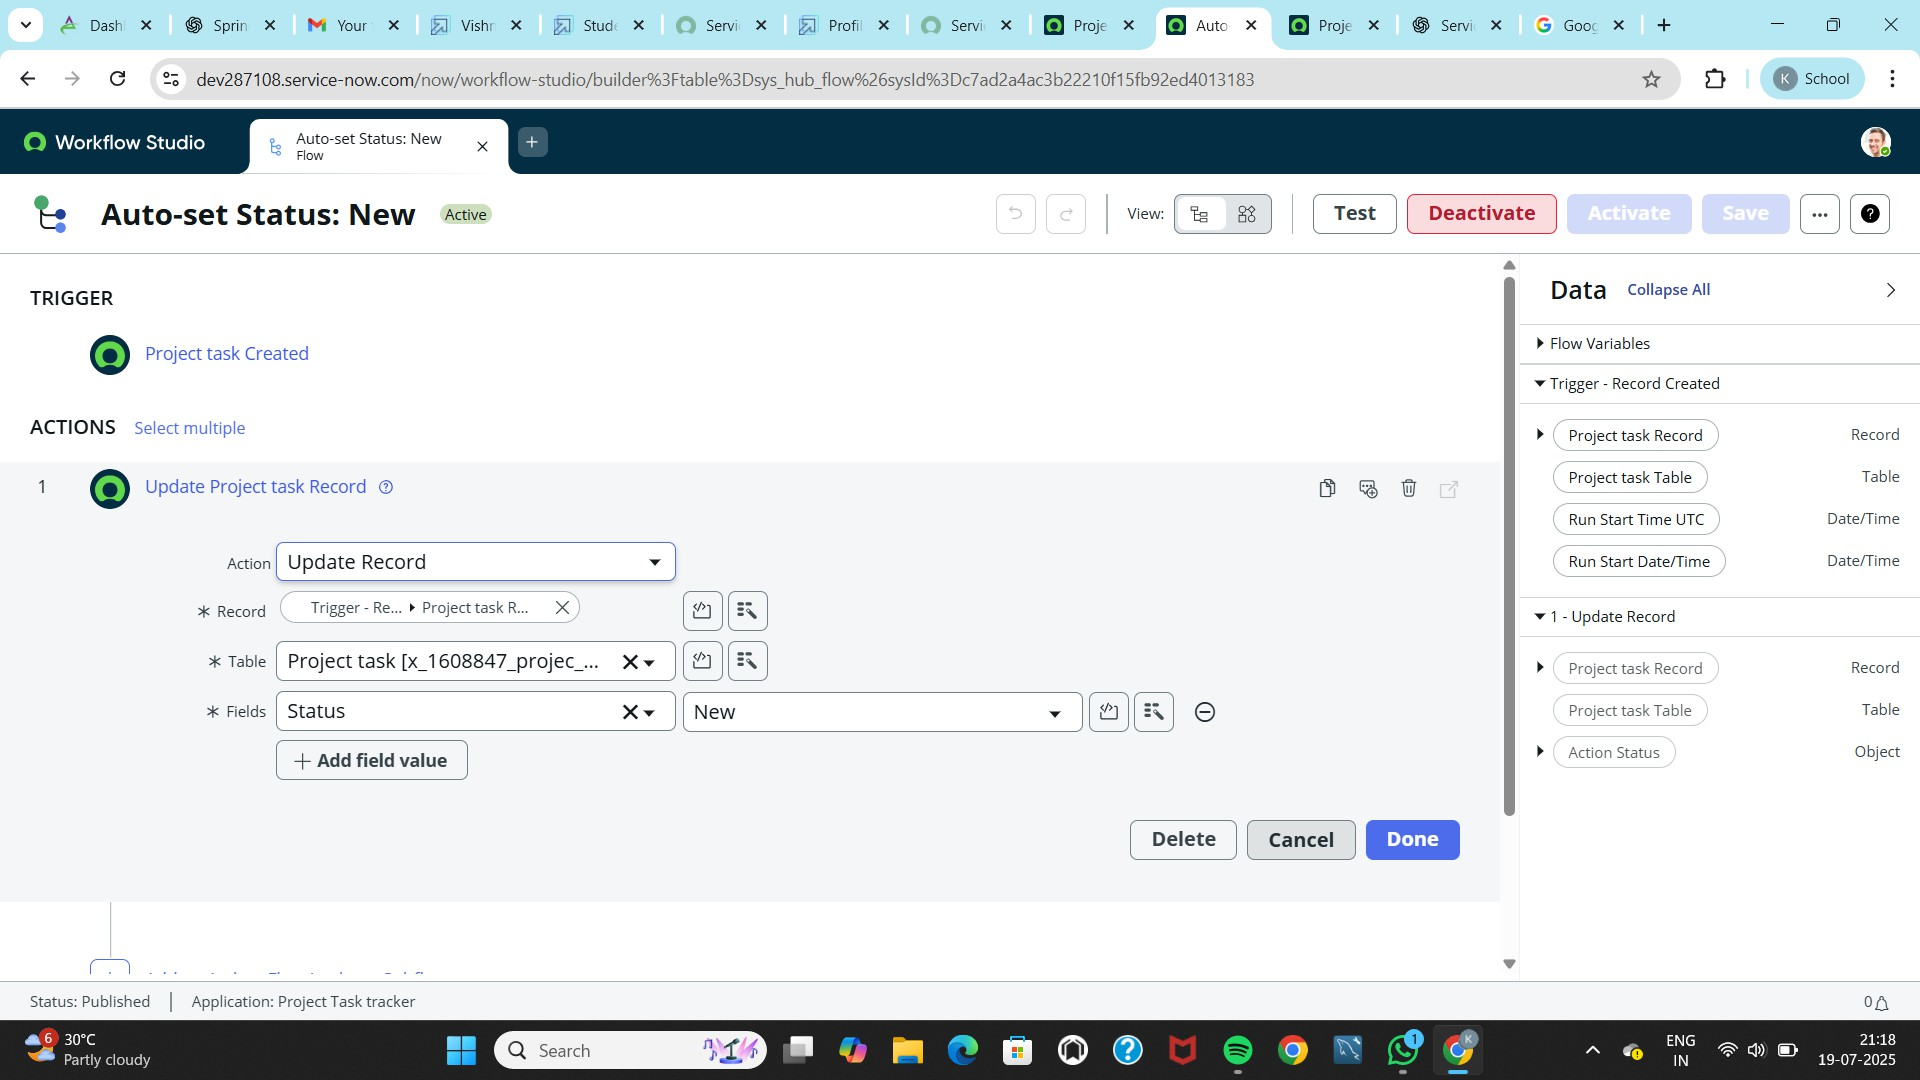 Dash
Sprin
Your
Vishn
Stude
Servi
Profil
Servi
Proje
Auto-
Proje
Servi
Goog
dev287108.service-now.com/now/workflow-studio/builder%3Ftable%3Dsys_hub_flow%26sysId%3Dc7ad2a4ac3b22210f15fb92ed4013183
K School
Workflow Studio
Auto-set Status: New
Flow
Auto-set Status: New Active
View:
Test
Deactivate
Activate
Save
TRIGGER
Project task Created
ACTIONS Select multiple
1 Update Project task Record
Action Update Record
* Record Trigger - Re... Project task R...
* Table Project task [x_1608847_projec_...
* Fields Status New
+ Add field value
Delete Cancel Done
Data Collapse All
Flow Variables
Trigger - Record Created
Project task Record Record
Project task Table Table
Run Start Time UTC Date/Time
Run Start Date/Time Date/Time
1 - Update Record
Project task Record Record
Project task Table Table
Action Status Object
Status: Published | Application: Project Task tracker
0
6
30°C
Partly cloudy
Search
1
K
ENG
IN
21:18
19-07-2025